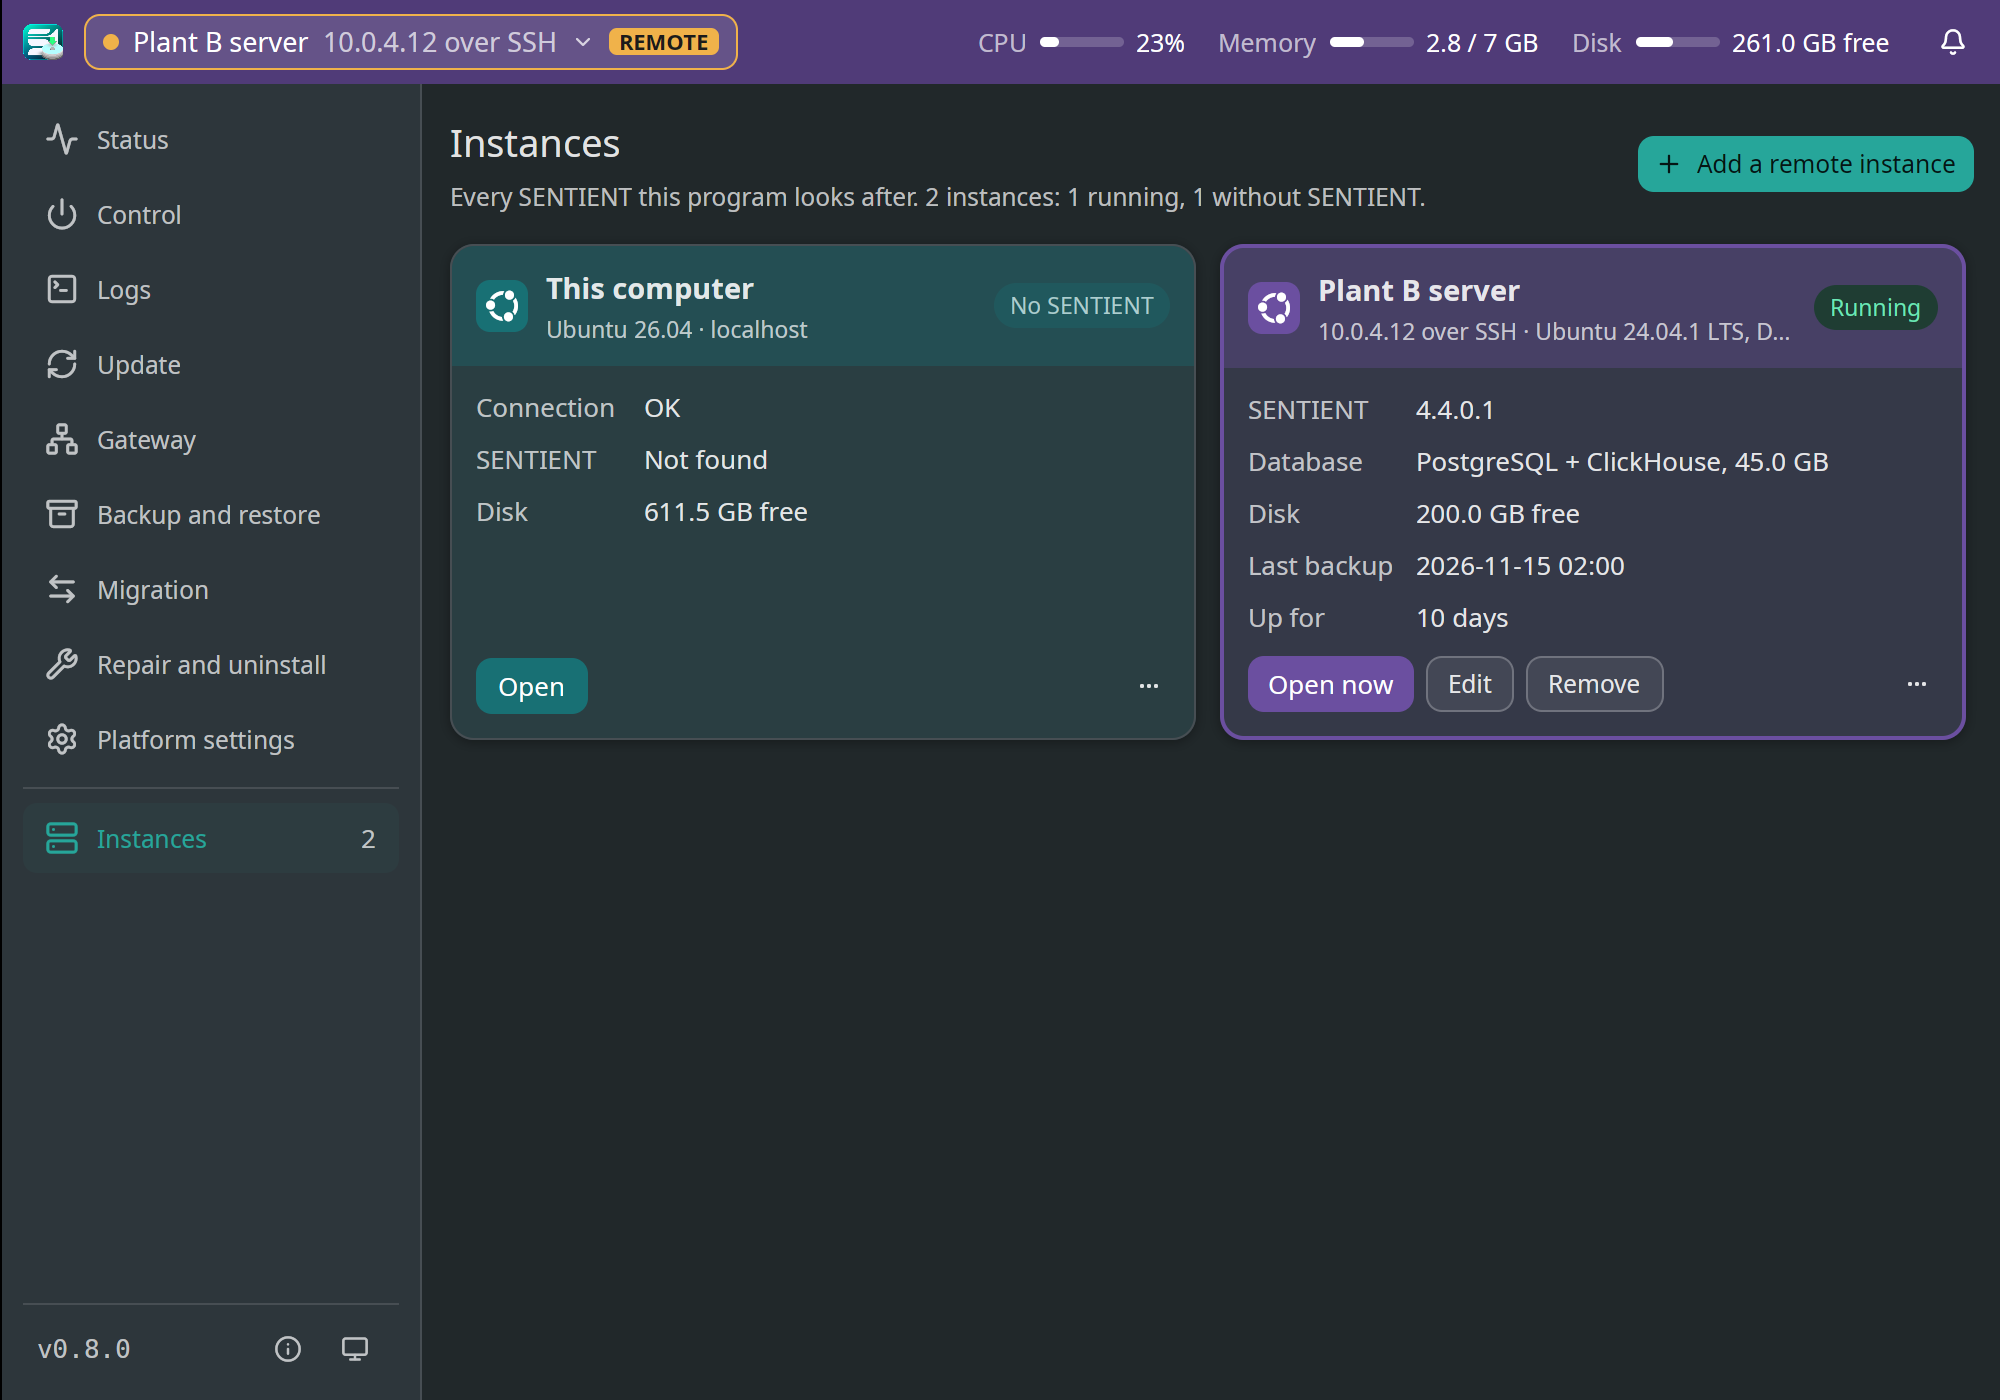 Plant B server 10.0.4.12 over SSH REMOTE
CPU 23% Memory 2.8 / 7 GB Disk 261.0 GB free
Status
Control
Logs
Update
Gateway
Backup and restore
Migration
Repair and uninstall
Platform settings
Instances 2
v0.8.0
Instances
Every SENTIENT this program looks after. 2 instances: 1 running, 1 without SENTIENT.
+ Add a remote instance
This computer
Ubuntu 26.04 · localhost
No SENTIENT
Connection OK
SENTIENT Not found
Disk 611.5 GB free
Open
...
Plant B server
10.0.4.12 over SSH · Ubuntu 24.04.1 LTS, D...
Running
SENTIENT 4.4.0.1
Database PostgreSQL + ClickHouse, 45.0 GB
Disk 200.0 GB free
Last backup 2026-11-15 02:00
Up for 10 days
Open now Edit Remove
...